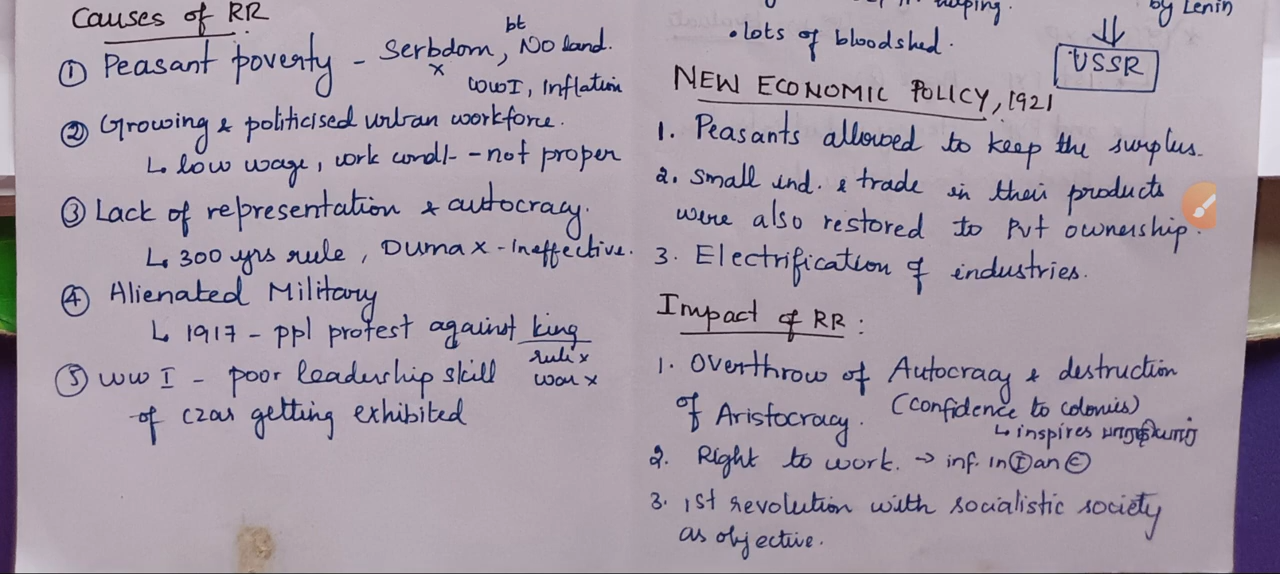 Causes of RR
① Peasant poverty - Serbdom, bt No land.
x
WWI, Inflation
② Growing & politicised urban workforce.
↳ low wage, work condt- - not proper
③ Lack of representation & autocracy.
↳ 300 yrs rule, Duma x - Ineffective.
④ Alienated Military
↳ 1917 - ppl protest against king
rule x
war x
⑤ WW I - poor leadership skill
of czar getting exhibited
by Lenin
• lots of bloodshed.
⇓
USSR
NEW ECONOMIC POLICY, 1921
1. Peasants allowed to keep the surplus.
2. Small ind. & trade in their products
were also restored to Pvt ownership.
3. Electrification of industries.
Impact of RR :
1. Overthrow of Autocracy & destruction
of Aristocracy. (confidence to colonies)
↳ inspires பாரதியார்
2. Right to work. → inf. in Ⓘan Ⓒ
3. 1st revolution with socialistic society
as objective.